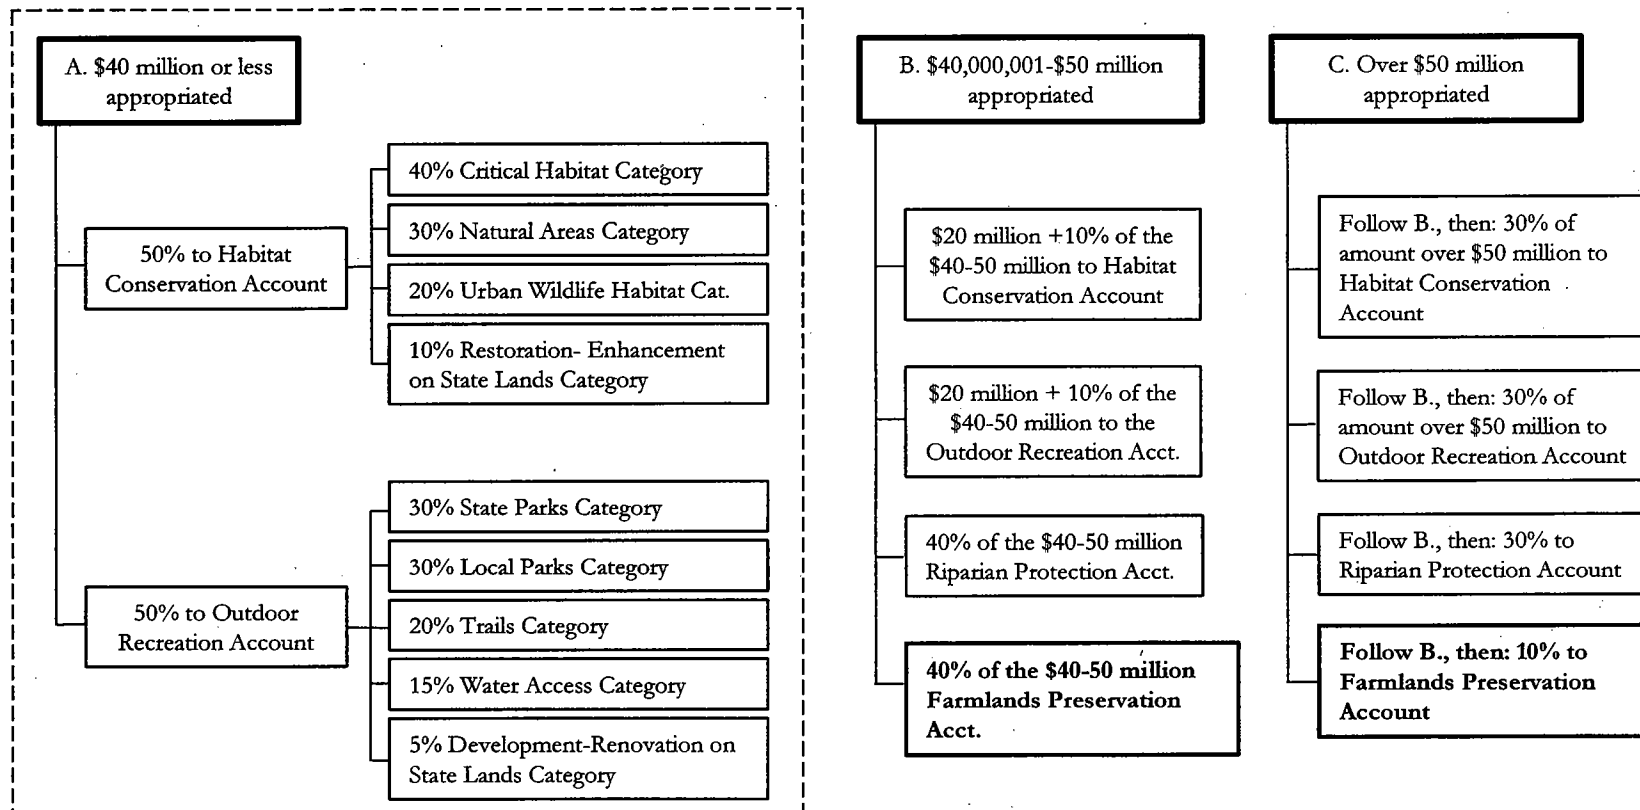 A. $40 million or less
appropriated
50% to Habitat
Conservation Account
40% Critical Habitat Category
30% Natural Areas Category
20% Urban Wildlife Habitat Cat.
10% Restoration- Enhancement
on State Lands Category
50% to Outdoor
Recreation Account
30% State Parks Category
30% Local Parks Category
20% Trails Category
15% Water Access Category
5% Development-Renovation on
State Lands Category
B. $40,000,001-$50 million
appropriated
$20 million +10% of the
$40-50 million to Habitat
Conservation Account
$20 million + 10% of the
$40-50 million to the
Outdoor Recreation Acct.
40% of the $40-50 million
Riparian Protection Acct.
40% of the $40-50 million
Farmlands Preservation
Acct.
C. Over $50 million
appropriated
Follow B., then: 30% of
amount over $50 million to
Habitat Conservation
Account
Follow B., then: 30% of
amount over $50 million to
Outdoor Recreation Account
Follow B., then: 30% to
Riparian Protection Account
Follow B., then: 10% to
Farmlands Preservation
Account